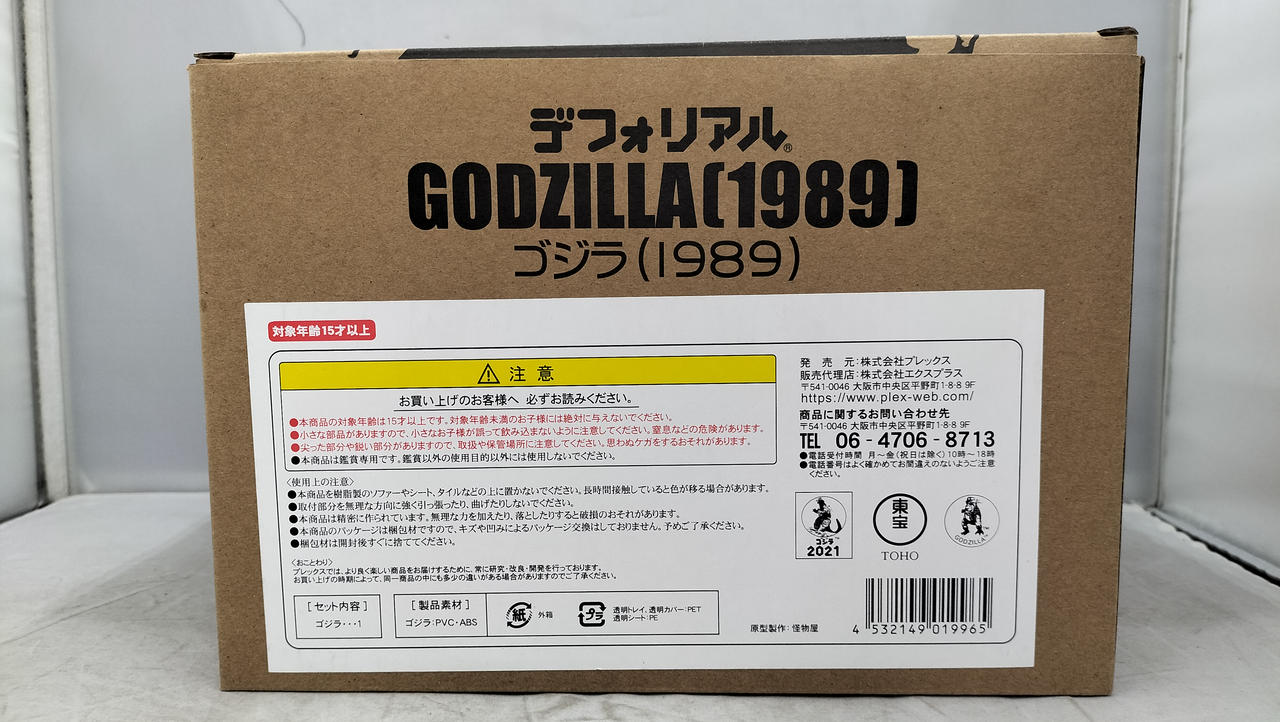 デフォリアル®
GODZILLA(1989)
ゴジラ(1989)
対象年齢15才以上
⚠ 注 意
お買い上げのお客様へ 必ずお読みください。
●本商品の対象年齢は15才以上です。対象年齢未満のお子様には絶対に与えないでください。
●小さな部品がありますので、小さなお子様が誤って飲み込まないように注意してください。窒息などの危険があります。
●尖った部分や鋭い部分がありますので、取扱や保管場所に注意してください。思わぬケガをするおそれがあります。
●本商品は鑑賞専用です。鑑賞以外の使用目的以外には使用しないでください。
〈使用上の注意〉
●本商品を樹脂製のソファーやシート、タイルなどの上に置かないでください。長時間接触していると色が移る場合があります。
●取付部分を無理な方向に強く引っ張ったり、曲げたりしないでください。
●本商品は精密に作られています。無理な力を加えたり、落としたりすると破損のおそれがあります。
●本商品のパッケージは梱包材ですので、キズや凹みによるパッケージ交換はしておりません。予めご了承ください。
●梱包材は開封後すぐに捨ててください。
〈おことわり〉
プレックスでは、より良く楽しい商品をお届けするために、常に研究・改良・開発を行っております。
お買い上げの時期によって、同一商品の中にも多少の違いがある場合がありますのでご了承ください。
[セット内容]
ゴジラ・・・1
[製品素材]
ゴジラ:PVC・ABS
紙 外箱
プラ 透明トレイ、透明カバー:PET
透明シート:PE
発 売 元:株式会社プレックス
販売代理店:株式会社エクスプラス
〒541-0046 大阪市中央区平野町1-8-8 9F
https://www.plex-web.com/
商品に関するお問い合わせ先
〒541-0046 大阪市中央区平野町1-8-8 9F
TEL 06-4706-8713
●電話受付時間 月〜金(祝日は除く)10時〜18時
●電話番号はよく確かめてお間違えのないようご注意
ください。
ゴジラ
2021
東宝
TOHO
GODZILLA
原型製作:怪物屋
4 532149 019965